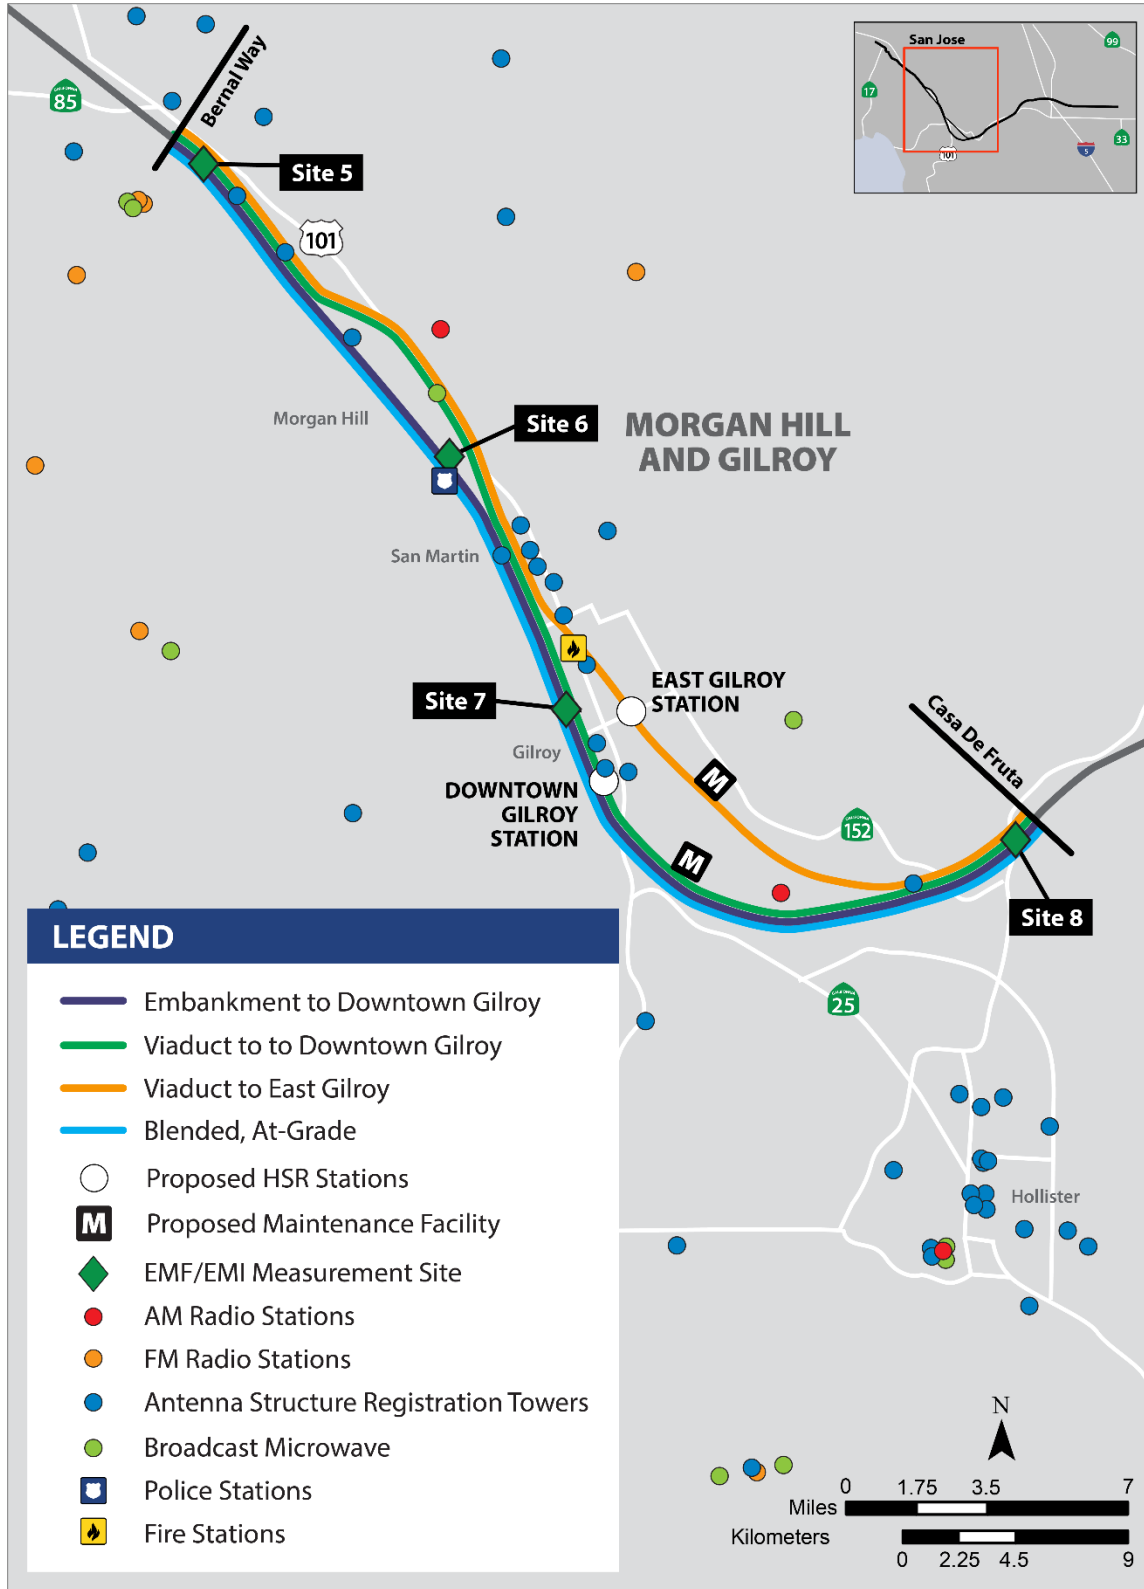 San Jose
99
17
101
5
33
CALIFORNIA
85
Bernal Way
Site 5
101
Morgan Hill
Site 6
MORGAN HILL
AND GILROY
San Martin
EAST GILROY
STATION
Site 7
Gilroy
DOWNTOWN
GILROY
STATION
M
M
Casa De Fruta
CALIFORNIA
152
Site 8
CALIFORNIA
25
Hollister
LEGEND
Embankment to Downtown Gilroy
Viaduct to to Downtown Gilroy
Viaduct to East Gilroy
Blended, At-Grade
Proposed HSR Stations
M Proposed Maintenance Facility
EMF/EMI Measurement Site
AM Radio Stations
FM Radio Stations
Antenna Structure Registration Towers
Broadcast Microwave
Police Stations
Fire Stations
N
0 1.75 3.5 7
Miles
Kilometers
0 2.25 4.5 9